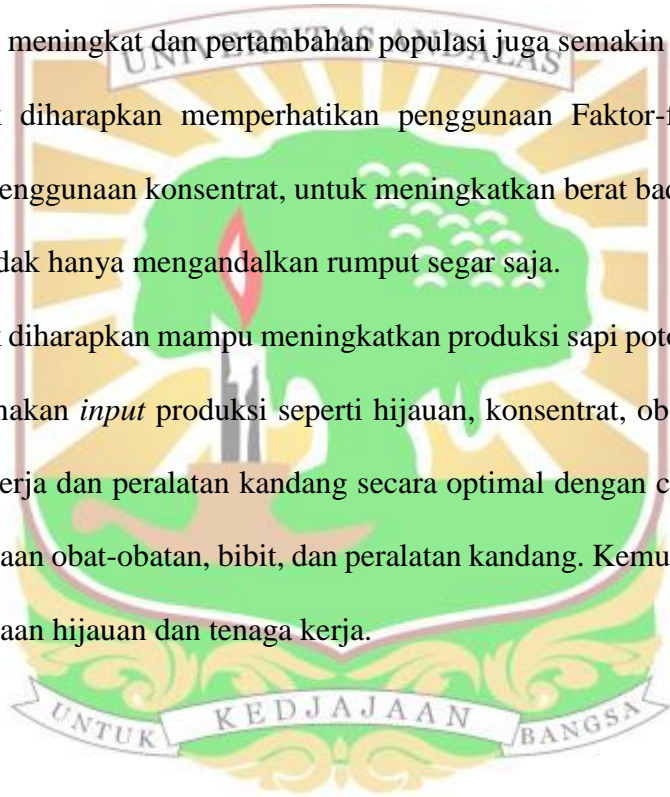 meningkat dan pertambahan populasi juga semakin
UNIVERSITAS ANDALAS
diharapkan memperhatikan penggunaan Faktor-f
enggunaan konsentrat, untuk meningkatkan berat bad
dak hanya mengandalkan rumput segar saja.
diharapkan mampu meningkatkan produksi sapi poto
nakan input produksi seperti hijauan, konsentrat, ob
erja dan peralatan kandang secara optimal dengan c
aan obat-obatan, bibit, dan peralatan kandang. Kemu
aan hijauan dan tenaga kerja.
UNTUK KEDJAJAAN BANGSA